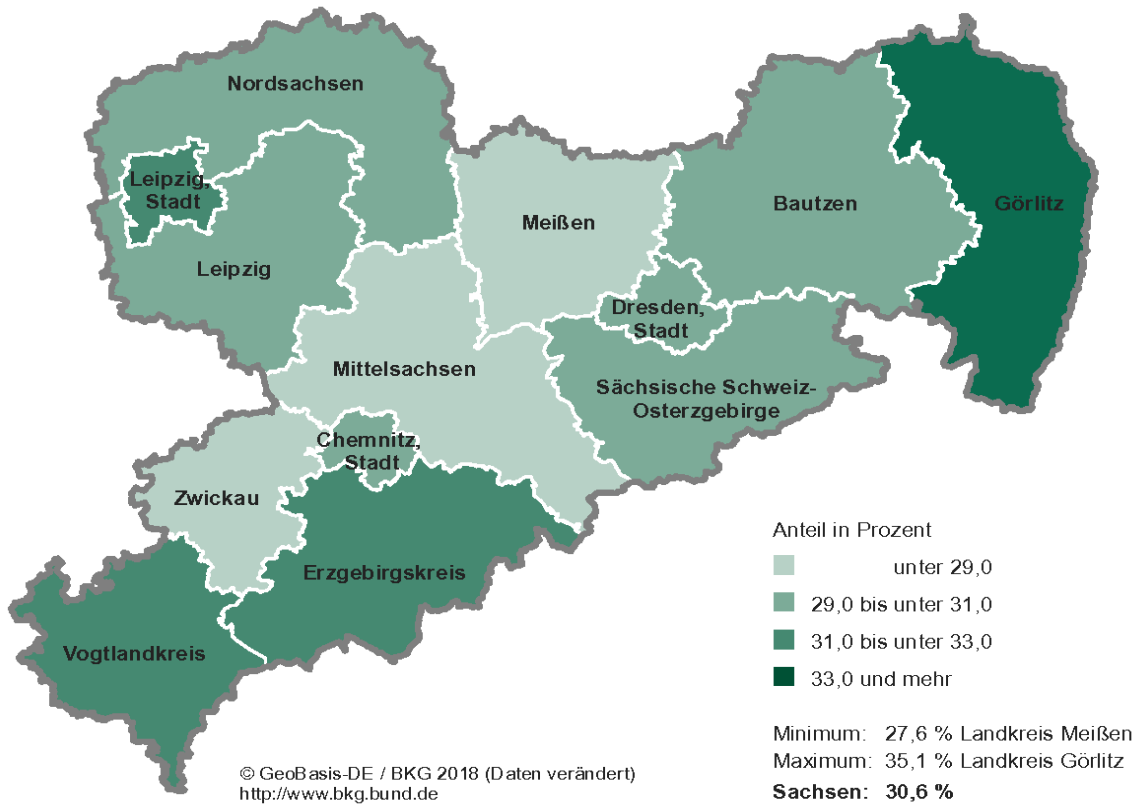 Nordsachsen
Leipzig,
Stadt
Leipzig
Meißen
Bautzen
Görlitz
Dresden,
Stadt
Mittelsachsen
Sächsische Schweiz-
Osterzgebirge
Chemnitz,
Stadt
Zwickau
Erzgebirgskreis
Vogtlandkreis
Anteil in Prozent
unter 29,0
29,0 bis unter 31,0
31,0 bis unter 33,0
33,0 und mehr
Minimum: 27,6 % Landkreis Meißen
Maximum: 35,1 % Landkreis Görlitz
Sachsen: 30,6 %
© GeoBasis-DE / BKG 2018 (Daten verändert)
http://www.bkg.bund.de